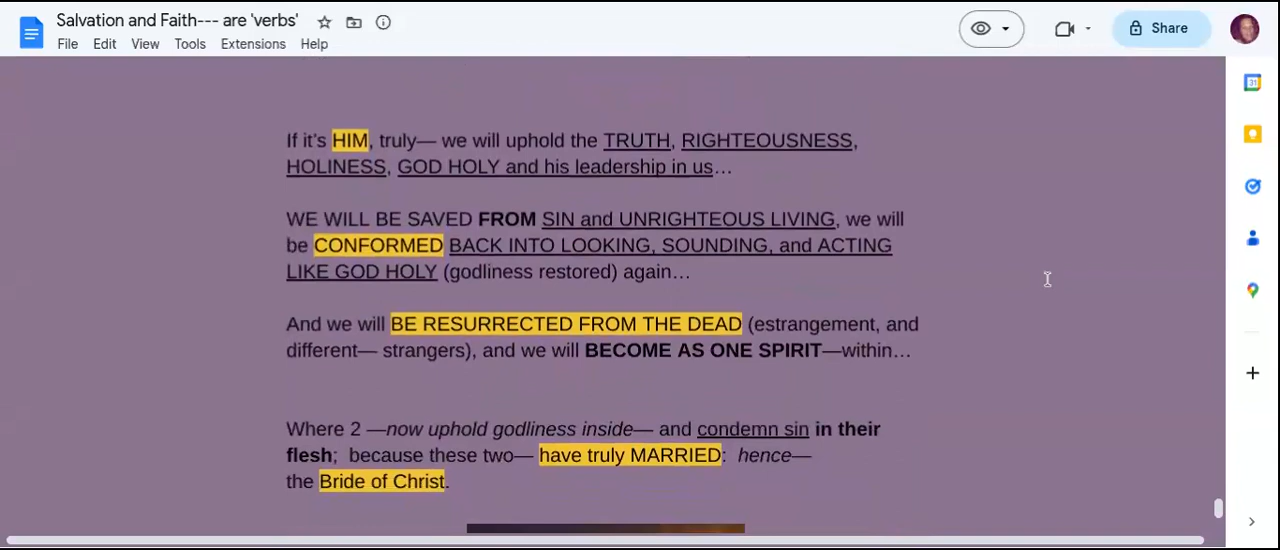 Salvation and Faith--- are 'verbs'
File Edit View Tools Extensions Help
Share
31
If it's HIM, truly— we will uphold the TRUTH, RIGHTEOUSNESS,
HOLINESS, GOD HOLY and his leadership in us…
WE WILL BE SAVED FROM SIN and UNRIGHTEOUS LIVING, we will
be CONFORMED BACK INTO LOOKING, SOUNDING, and ACTING
LIKE GOD HOLY (godliness restored) again…
And we will BE RESURRECTED FROM THE DEAD (estrangement, and
different— strangers), and we will BECOME AS ONE SPIRIT—within…
Where 2 —now uphold godliness inside— and condemn sin in their
flesh;  because these two— have truly MARRIED:  hence—
the Bride of Christ.